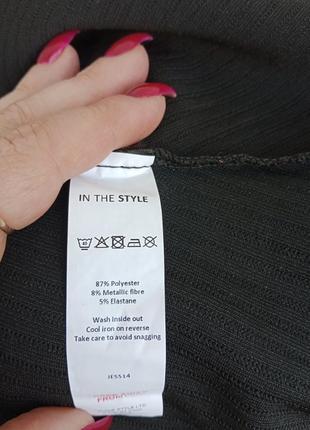 IN THE STYLE
87% Polyester
8% Metallic fibre
5% Elastane
Wash Inside out
Cool iron on reverse
Take care to avoid snagging
JES514